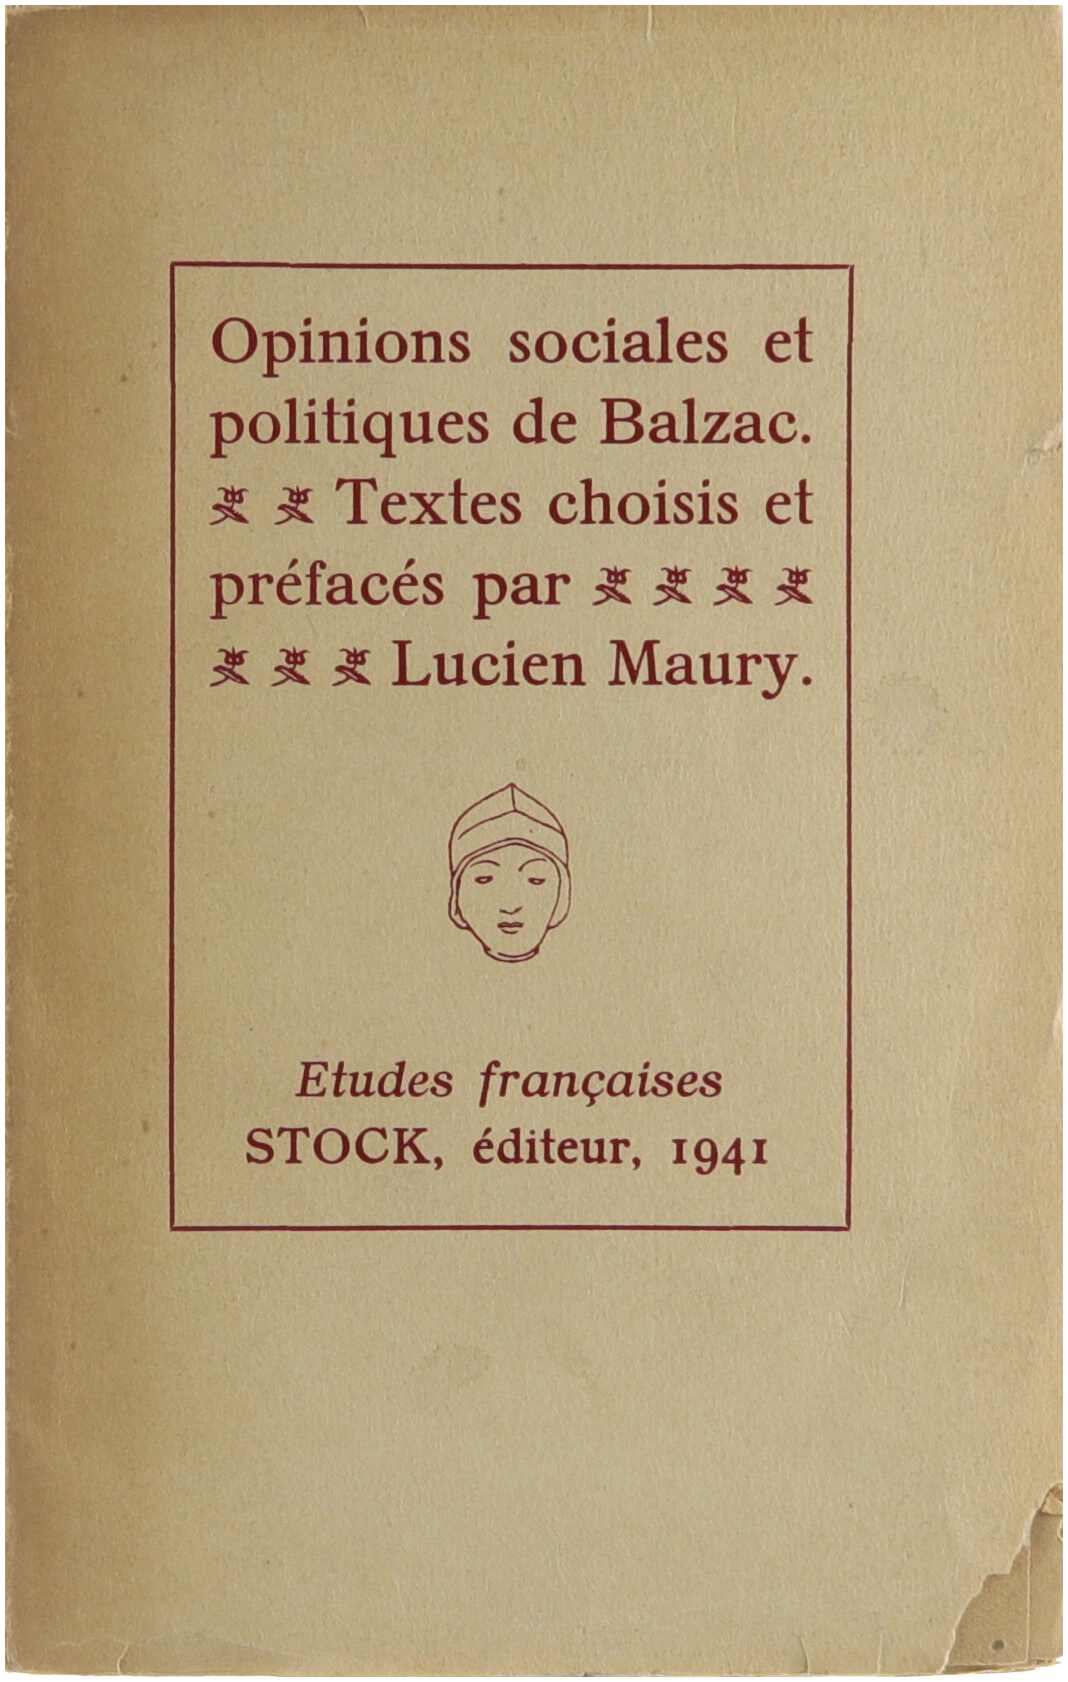 Opinions sociales et
politiques de Balzac.
Textes choisis et
préfacés par
Lucien Maury.
Etudes françaises
STOCK, éditeur, 1941